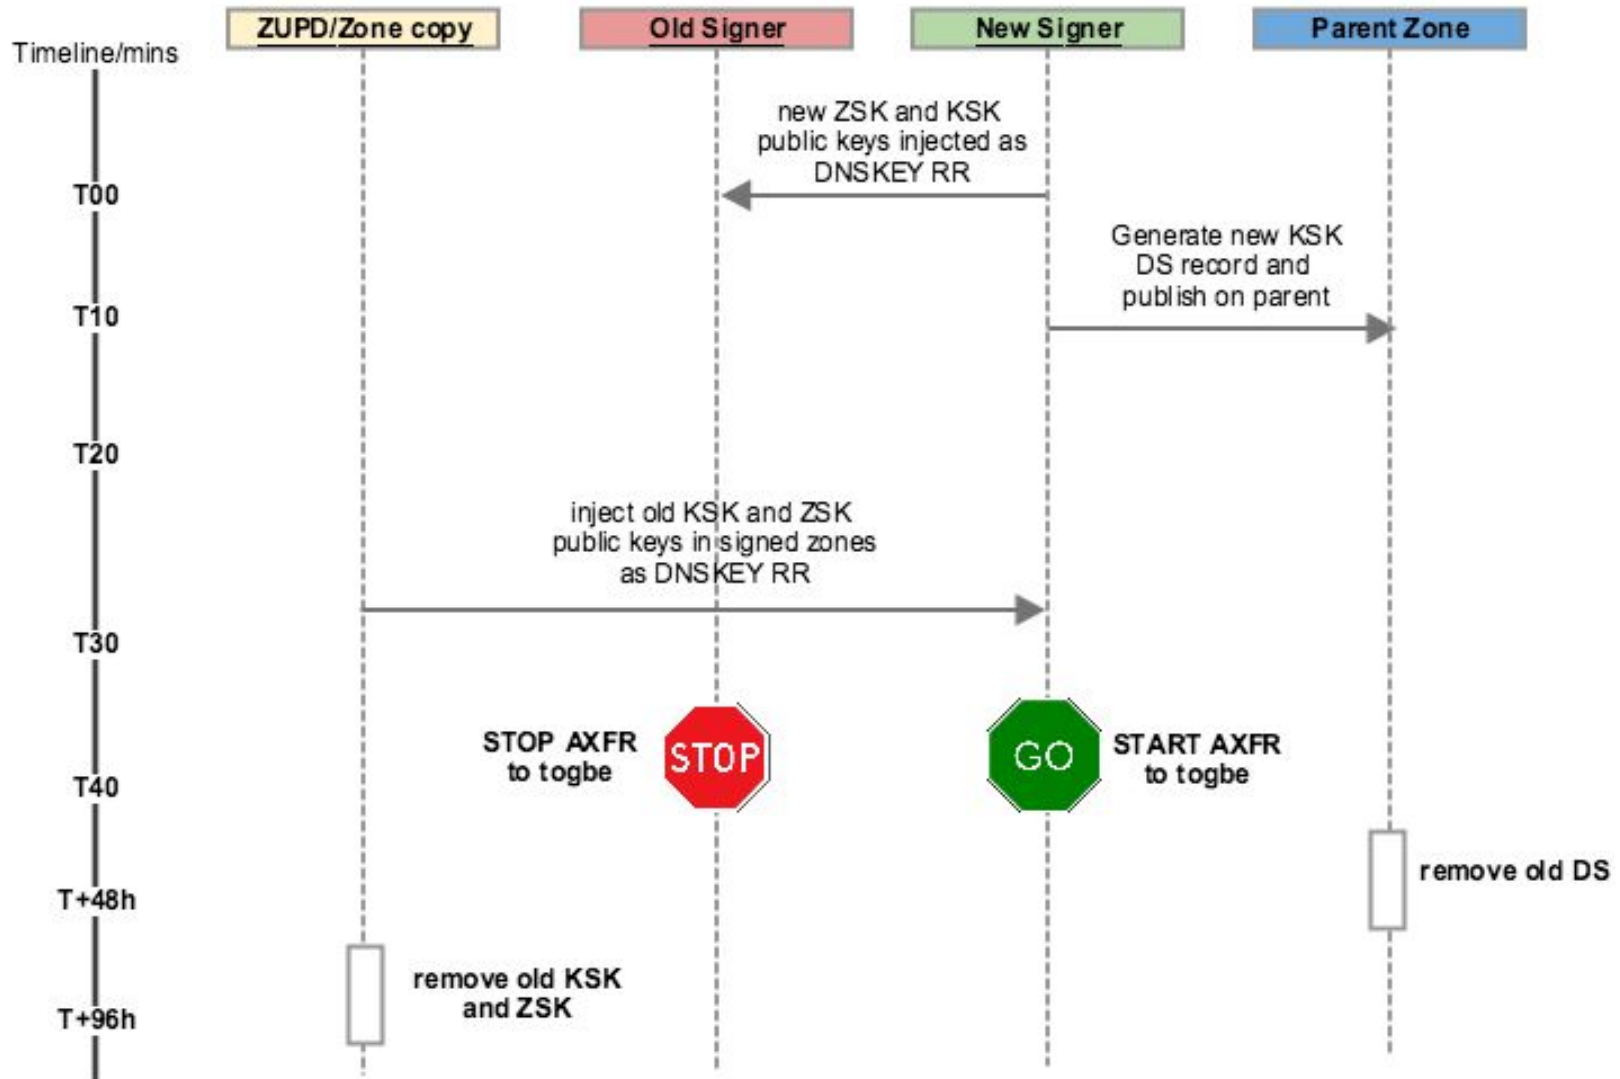 ZUPD/Zone copy
Old Signer
New Signer
Parent Zone
Timeline/mins
new ZSK and KSK
public keys injected as
DNSKEY RR
T00
Generate new KSK
DS record and
publish on parent
T10
T20
inject old KSK and ZSK
public keys in signed zones
as DNSKEY RR
T30
STOP AXFR
to togbe
STOP
GO
START AXFR
to togbe
T40
remove old DS
T+48h
remove old KSK
and ZSK
T+96h